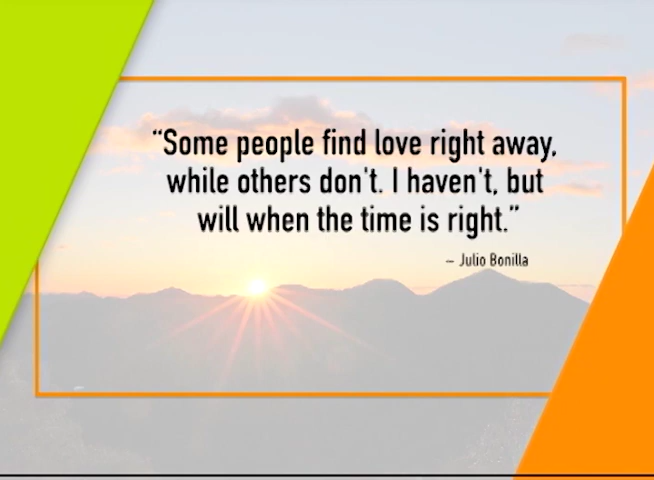 “Some people find love right away,
while others don't. I haven't, but
will when the time is right.”
– Julio Bonilla